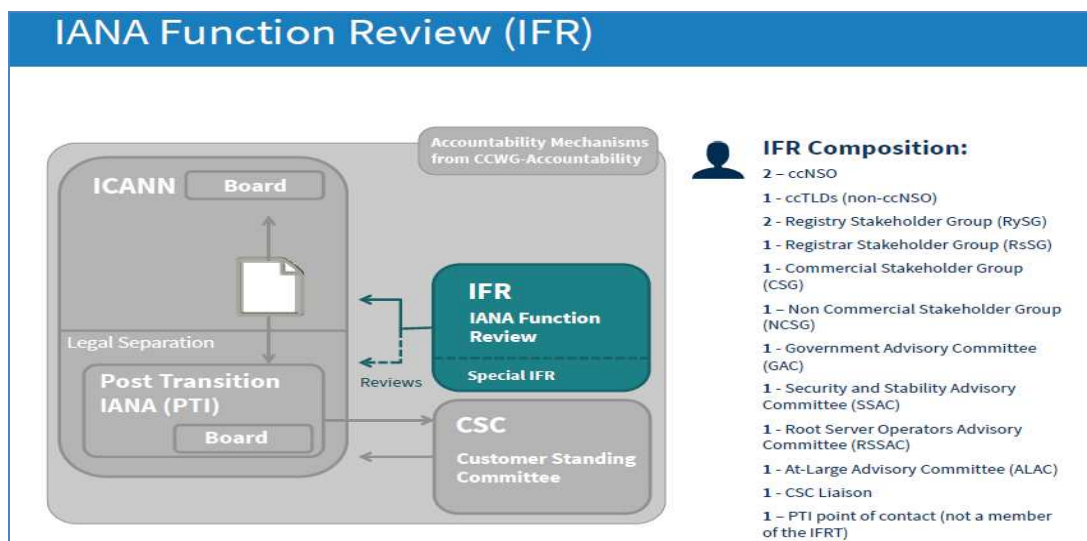 IANA Function Review (IFR)
Accountability Mechanisms
from CCWG-Accountability
ICANN
Board
Legal Separation
Post Transition
IANA (PTI)
Board
Reviews
IFR
IANA Function
Review
Special IFR
CSC
Customer Standing
Committee
IFR Composition:
2 – ccNSO
1 - ccTLDs (non-ccNSO)
2 - Registry Stakeholder Group (RySG)
1 - Registrar Stakeholder Group (RsSG)
1 - Commercial Stakeholder Group
(CSG)
1 – Non Commercial Stakeholder Group
(NCSG)
1 - Government Advisory Committee
(GAC)
1 - Security and Stability Advisory
Committee (SSAC)
1 - Root Server Operators Advisory
Committee (RSSAC)
1 - At-Large Advisory Committee (ALAC)
1 - CSC Liaison
1 – PTI point of contact (not a member
of the IFRT)